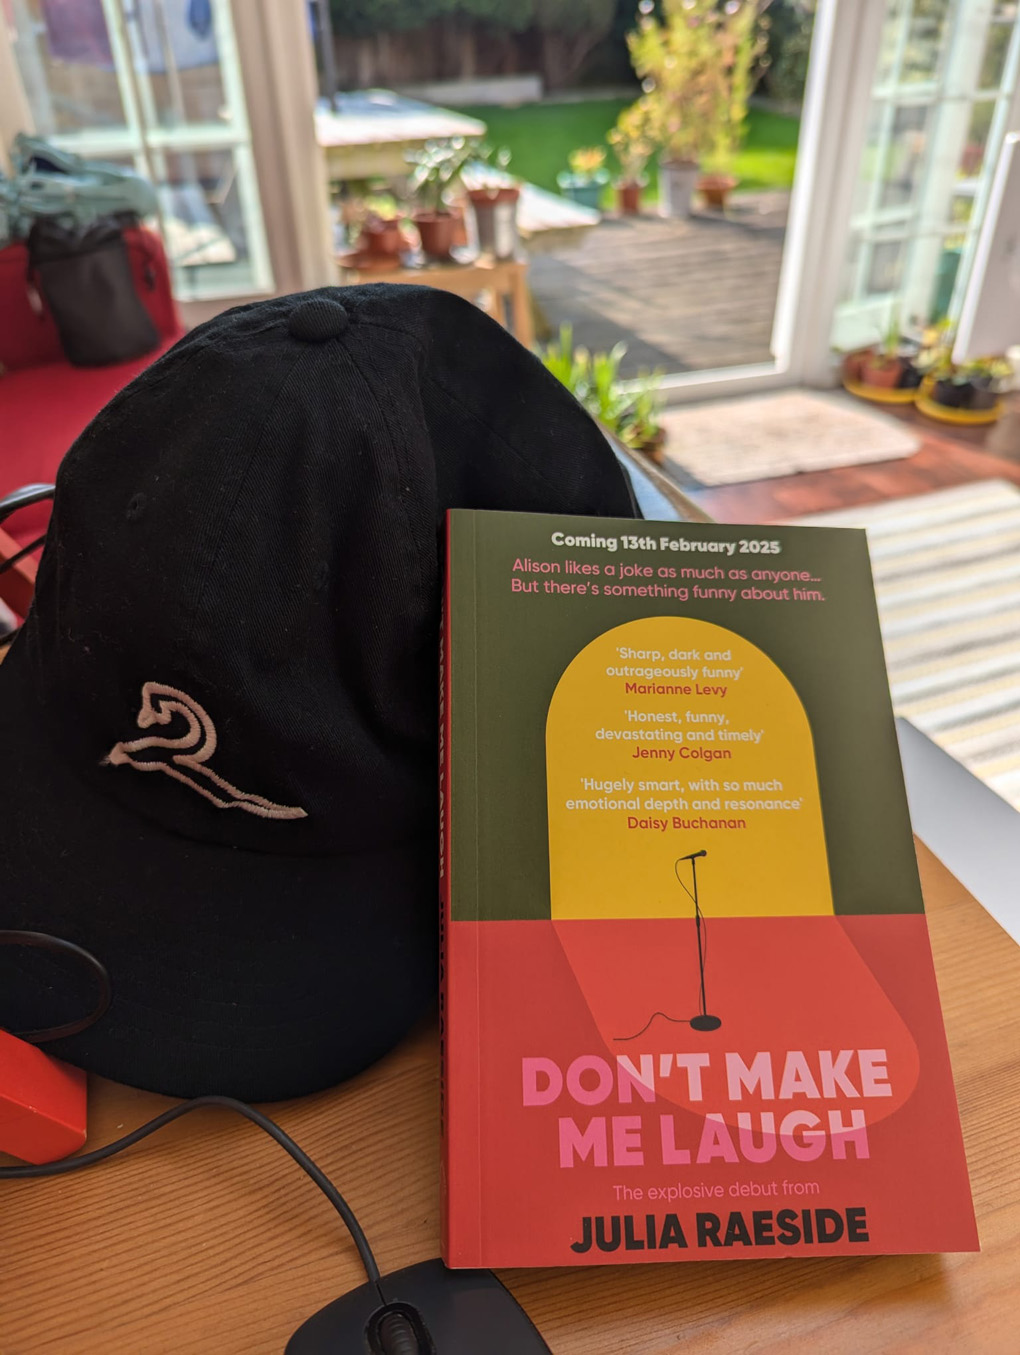 Coming 13th February 2025
Alison likes a joke as much as anyone...
But there's something funny about him.
'Sharp, dark and
outrageously funny'
Marianne Levy
'Honest, funny,
devastating and timely'
Jenny Colgan
'Hugely smart, with so much
emotional depth and resonance'
Daisy Buchanan
DON'T MAKE
ME LAUGH
The explosive debut from
JULIA RAESIDE